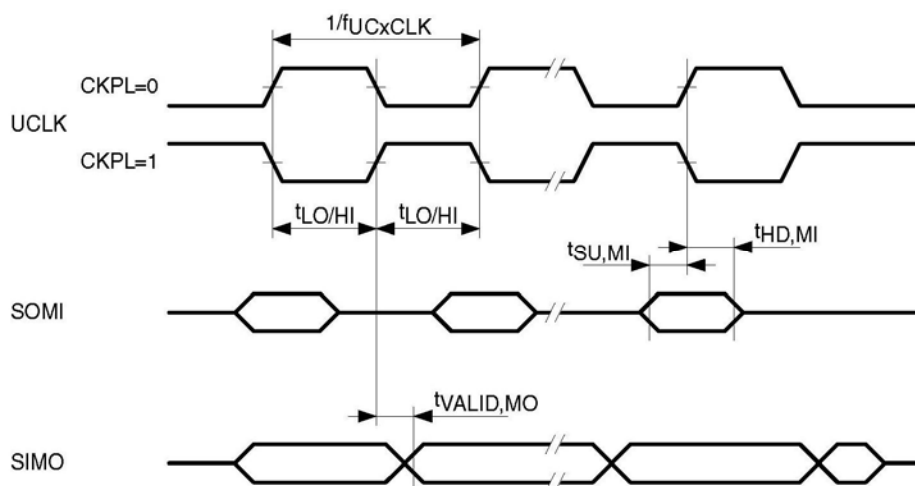 1/fUCxCLK
CKPL=0
UCLK
CKPL=1
tLO/HI tLO/HI
tSU,MI
tHD,MI
SOMI
tVALID,MO
SIMO